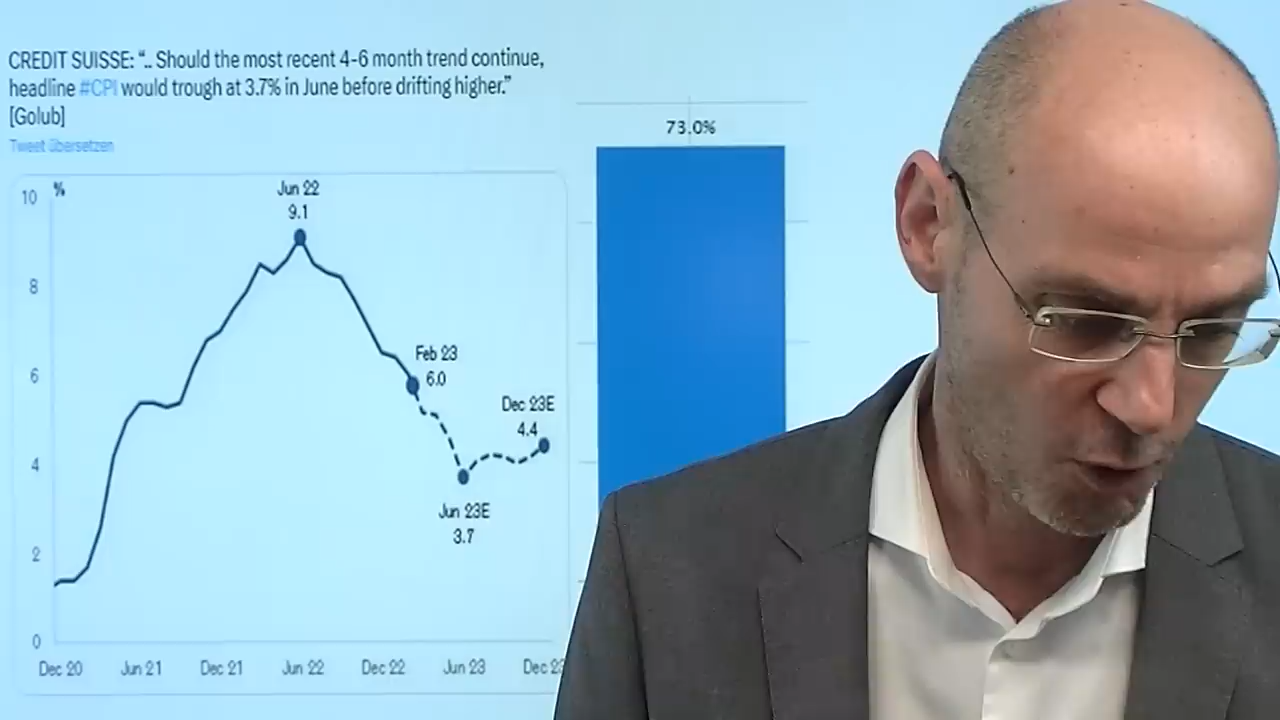 CREDIT SUISSE: “.. Should the most recent 4-6 month trend continue,
headline #CPI would trough at 3.7% in June before drifting higher.”
[Golub]
Tweet übersetzen
73.0%
%
Jun 22
9.1
10
8
6
4
2
0
Feb 23
6.0
Dec 23E
4.4
Jun 23E
3.7
Dec 20 Jun 21 Dec 21 Jun 22 Dec 22 Jun 23 Dec 23